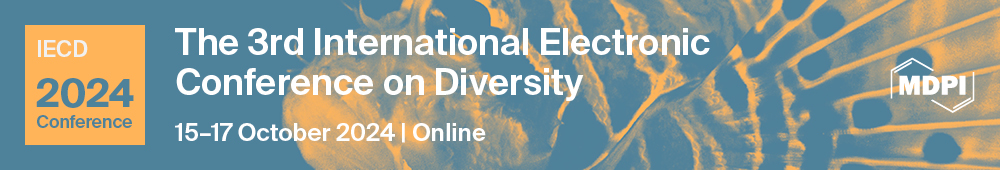 IECD
2024
Conference
The 3rd International Electronic
Conference on Diversity
15–17 October 2024 | Online
MDPI